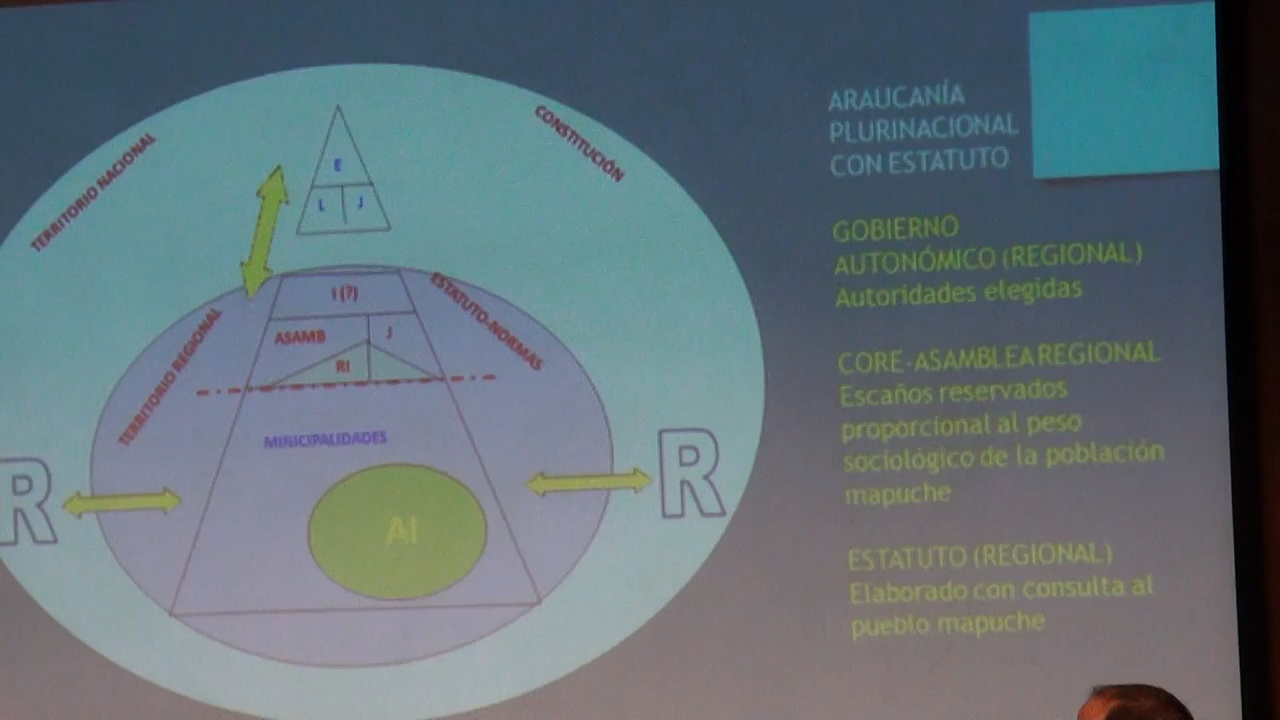 TERRITORIO NACIONAL
CONSTITUCIÓN
E
L J
TERRITORIO REGIONAL
ESTATUTO-NORMAS
I (?)
ASAMB J
RI
MINICIPALIDADES
R
R
AI
ARAUCANÍA
PLURINACIONAL
CON ESTATUTO
GOBIERNO
AUTONÓMICO (REGIONAL)
Autoridades elegidas
CORE-ASAMBLEA REGIONAL
Escaños reservados
proporcional al peso
sociológico de la población
mapuche
ESTATUTO (REGIONAL)
Elaborado con consulta al
pueblo mapuche